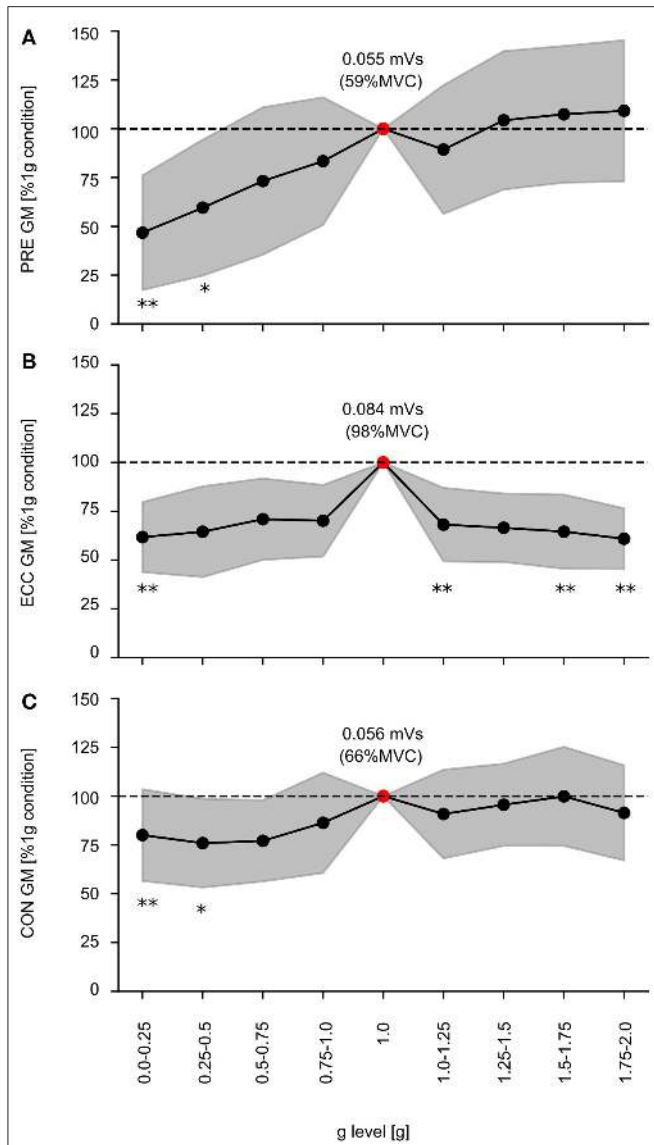 A
PRE GM [%1g condition]
150
125
100
75
50
25
0
0.055 mVs
(59%MVC)
** *
B
ECC GM [%1g condition]
150
125
100
75
50
25
0
0.084 mVs
(98%MVC)
** ** ** **
C
CON GM [%1g condition]
150
125
100
75
50
25
0
0.056 mVs
(66%MVC)
** *
0.0-0.25
0.25-0.5
0.5-0.75
0.75-1.0
1.0
1.0-1.25
1.25-1.5
1.5-1.75
1.75-2.0
g level [g]